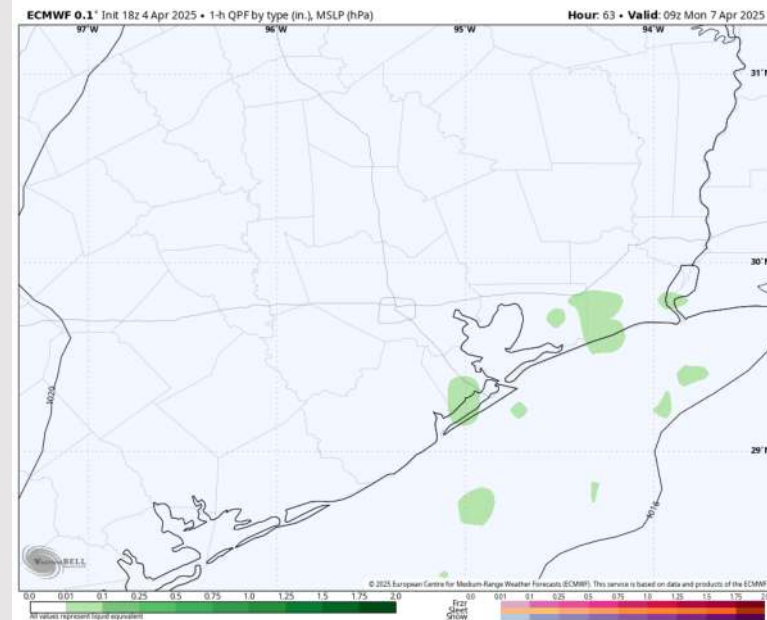 ECMWF 0.1° Init 18z 4 Apr 2025 • 1-h QPF by type (in.), MSLP (hPa) Hour: 63 • Valid: 09z Mon 7 Apr 2025
97°W 96°W 95°W 94°W
31°N
30°N
1020
29°N
1016
WEATHERBELL
© 2025 European Centre for Medium-Range Weather Forecasts (ECMWF). This service is based on data and products of the ECMWF
0.0 0.01 0.1 0.25 0.5 0.75 1.0 1.25 1.5 1.75 2.0
All values represent liquid equivalent
0.0 0.01 0.1 0.25 0.5 0.75 1.0 1.25 1.5 1.75 2.0
Frzr
Sleet
Snow